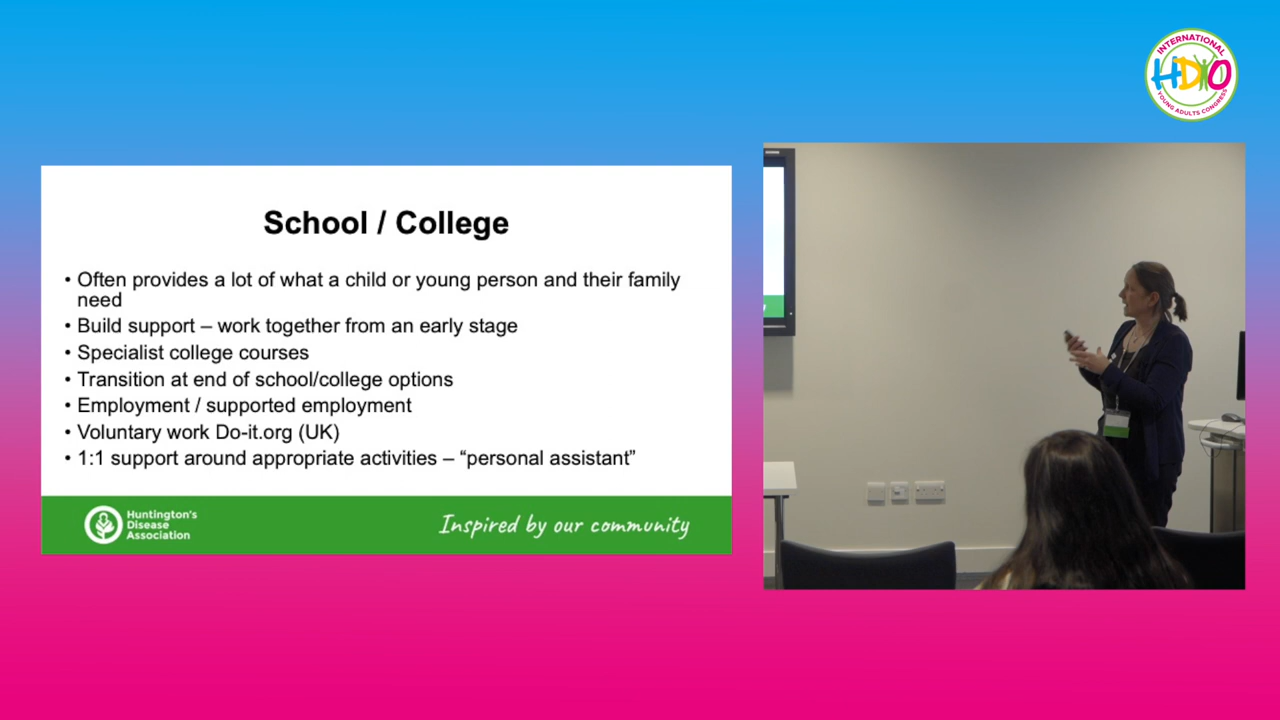 INTERNATIONAL
HDYO
YOUNG ADULTS CONGRESS
School / College
• Often provides a lot of what a child or young person and their family
need
• Build support – work together from an early stage
• Specialist college courses
• Transition at end of school/college options
• Employment / supported employment
• Voluntary work Do-it.org (UK)
• 1:1 support around appropriate activities – “personal assistant”
Huntington's
Disease
Association
Inspired by our community